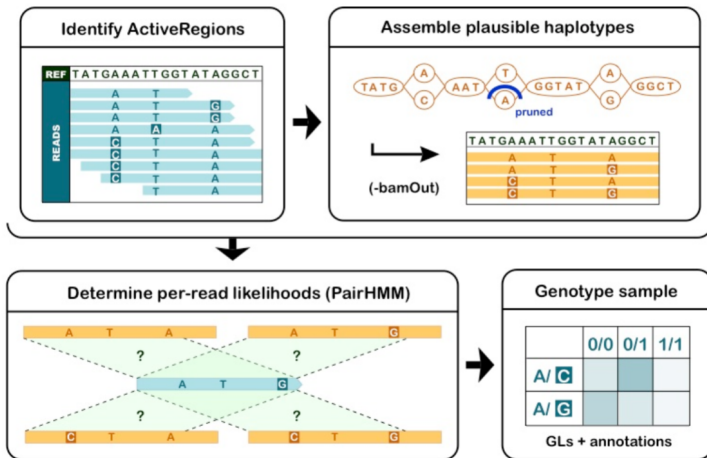 Identify ActiveRegions
REF TATGAAATTGGTATAGGCT
READS
A T
A T G
A T G
A A A
C T A
C T A
C T A
C T A
T A
Assemble plausible haplotypes
A T A
TATG AAT GGTAT GGCT
C A G
pruned
(-bamOut)
TATGAAATTGGTATAGGCT
A T A
A T G
C T A
C T G
Determine per-read likelihoods (PairHMM)
A T A A T G
? ?
A T G
? ?
C T A C T G
Genotype sample
0/0 0/1 1/1
A/ C
A/ G
GLs + annotations